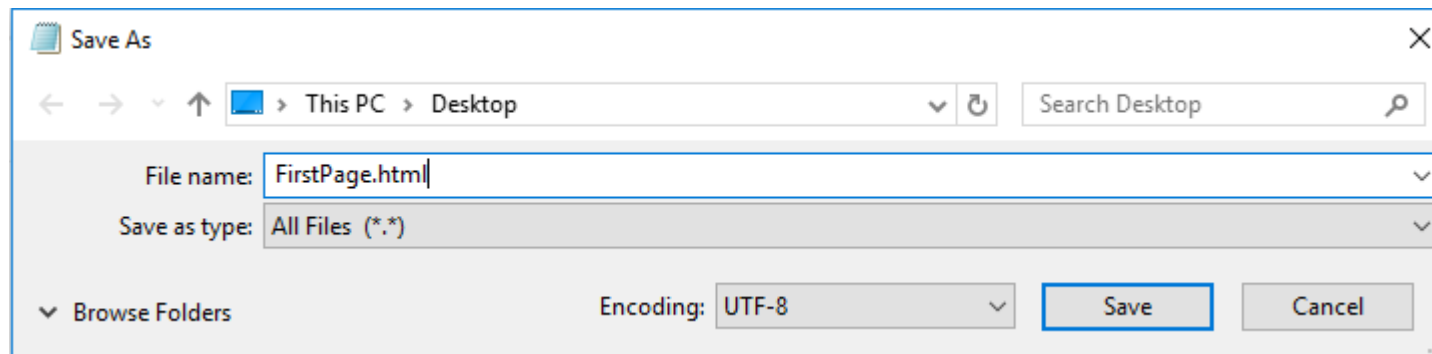 Save As
This PC > Desktop
Search Desktop
File name: FirstPage.html
Save as type: All Files (*.*)
Browse Folders
Encoding: UTF-8
Save
Cancel